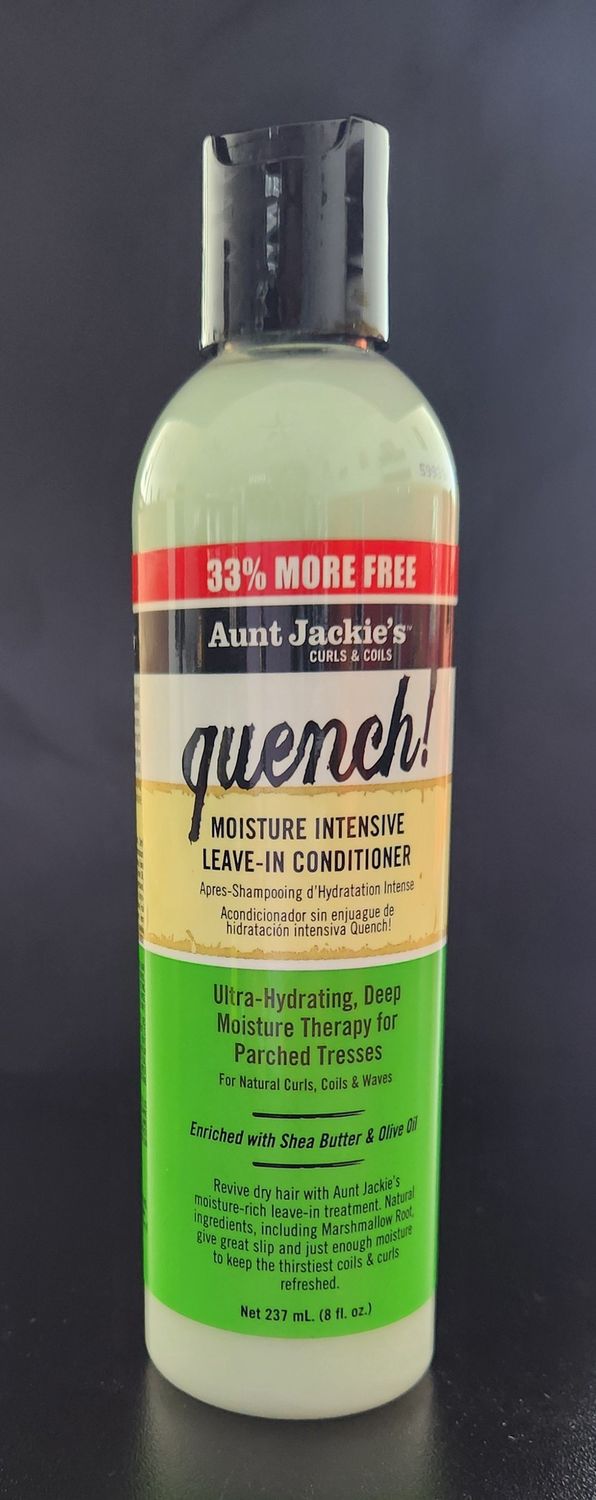 33% MORE FREE
Aunt Jackie's™
CURLS & COILS
quench!
MOISTURE INTENSIVE
LEAVE-IN CONDITIONER
Apres-Shampooing d'Hydratation Intense
Acondicionador sin enjuague de
hidratación intensiva Quench!
Ultra-Hydrating, Deep
Moisture Therapy for
Parched Tresses
For Natural Curls, Coils & Waves
Enriched with Shea Butter & Olive Oil
Revive dry hair with Aunt Jackie's
moisture-rich leave-in treatment. Natural
ingredients, including Marshmallow Root,
give great slip and just enough moisture
to keep the thirstiest coils & curls
refreshed.
Net 237 mL. (8 fl. oz.)